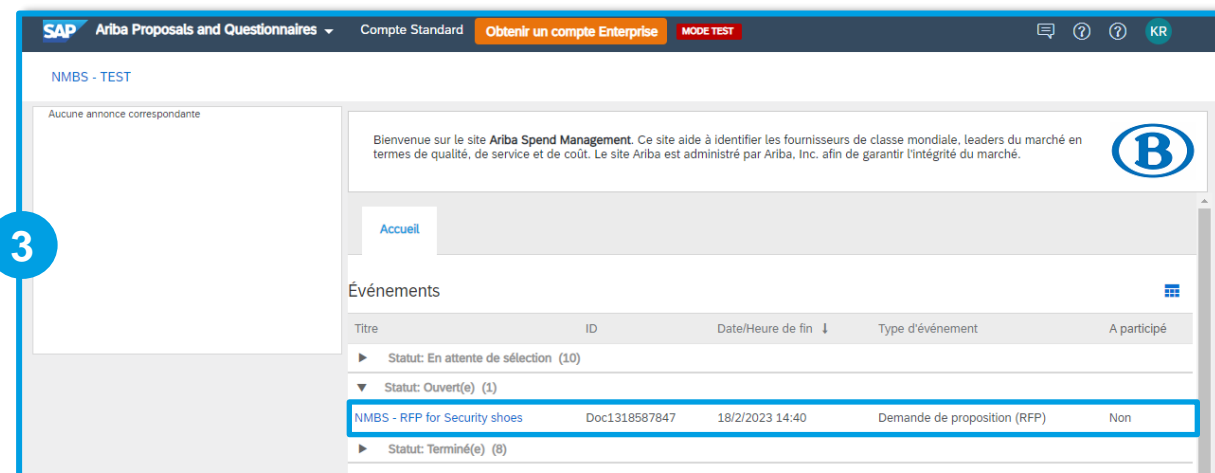 SAP Ariba Proposals and Questionnaires Compte Standard Obtenir un compte Enterprise MODE TEST KR
NMBS - TEST
Aucune annonce correspondante
Bienvenue sur le site Ariba Spend Management. Ce site aide à identifier les fournisseurs de classe mondiale, leaders du marché en
termes de qualité, de service et de coût. Le site Ariba est administré par Ariba, Inc. afin de garantir l'intégrité du marché.
B
Accueil
3
Événements
Titre ID Date/Heure de fin ↓ Type d'événement A participé
Statut: En attente de sélection (10)
Statut: Ouvert(e) (1)
NMBS - RFP for Security shoes Doc1318587847 18/2/2023 14:40 Demande de proposition (RFP) Non
Statut: Terminé(e) (8)